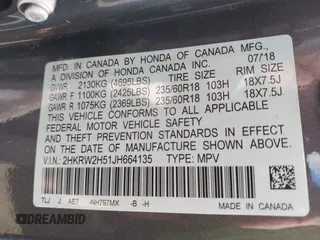 MFD. IN CANADA BY HONDA OF CANADA MFG.,
A DIVISION OF HONDA CANADA INC. 07/18
GVWR 2130KG (4695LBS) TIRE SIZE RIM SIZE
GAWR F 1100KG (2425LBS) 235/60R18 103H 18X7.5J
GAWR R 1075KG (2369LBS) 235/60R18 103H 18X7.5J
THIS VEHICLE CONFORMS TO ALL APPLICABLE FEDERAL MOTOR
VEHICLE SAFETY AND THEFT PREVENTION STANDARDS IN EFFECT ON
THE DATE OF MANUFACTURE SHOWN ABOVE.
V.I.N: 2HKRW2H51JH664135 TYPE: MPV
TLJ J AE7 NH797MX -B -H
@ DREAMBID